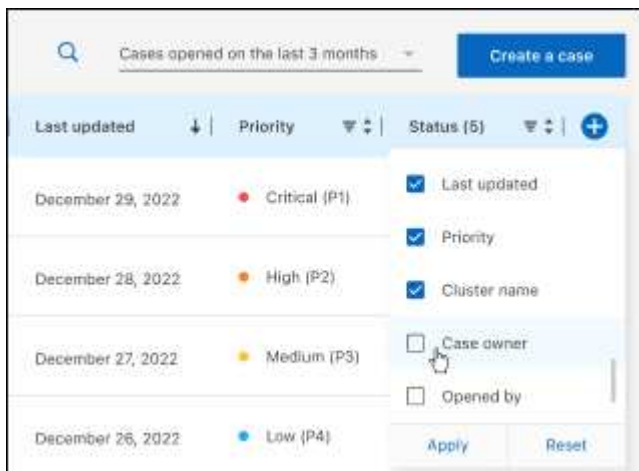 Cases opened on the last 3 months
Create a case
Last updated Priority Status (5)
December 29, 2022 Critical (P1)
December 28, 2022 High (P2)
December 27, 2022 Medium (P3)
December 26, 2022 Low (P4)
Last updated
Priority
Cluster name
Case owner
Opened by
Apply Reset